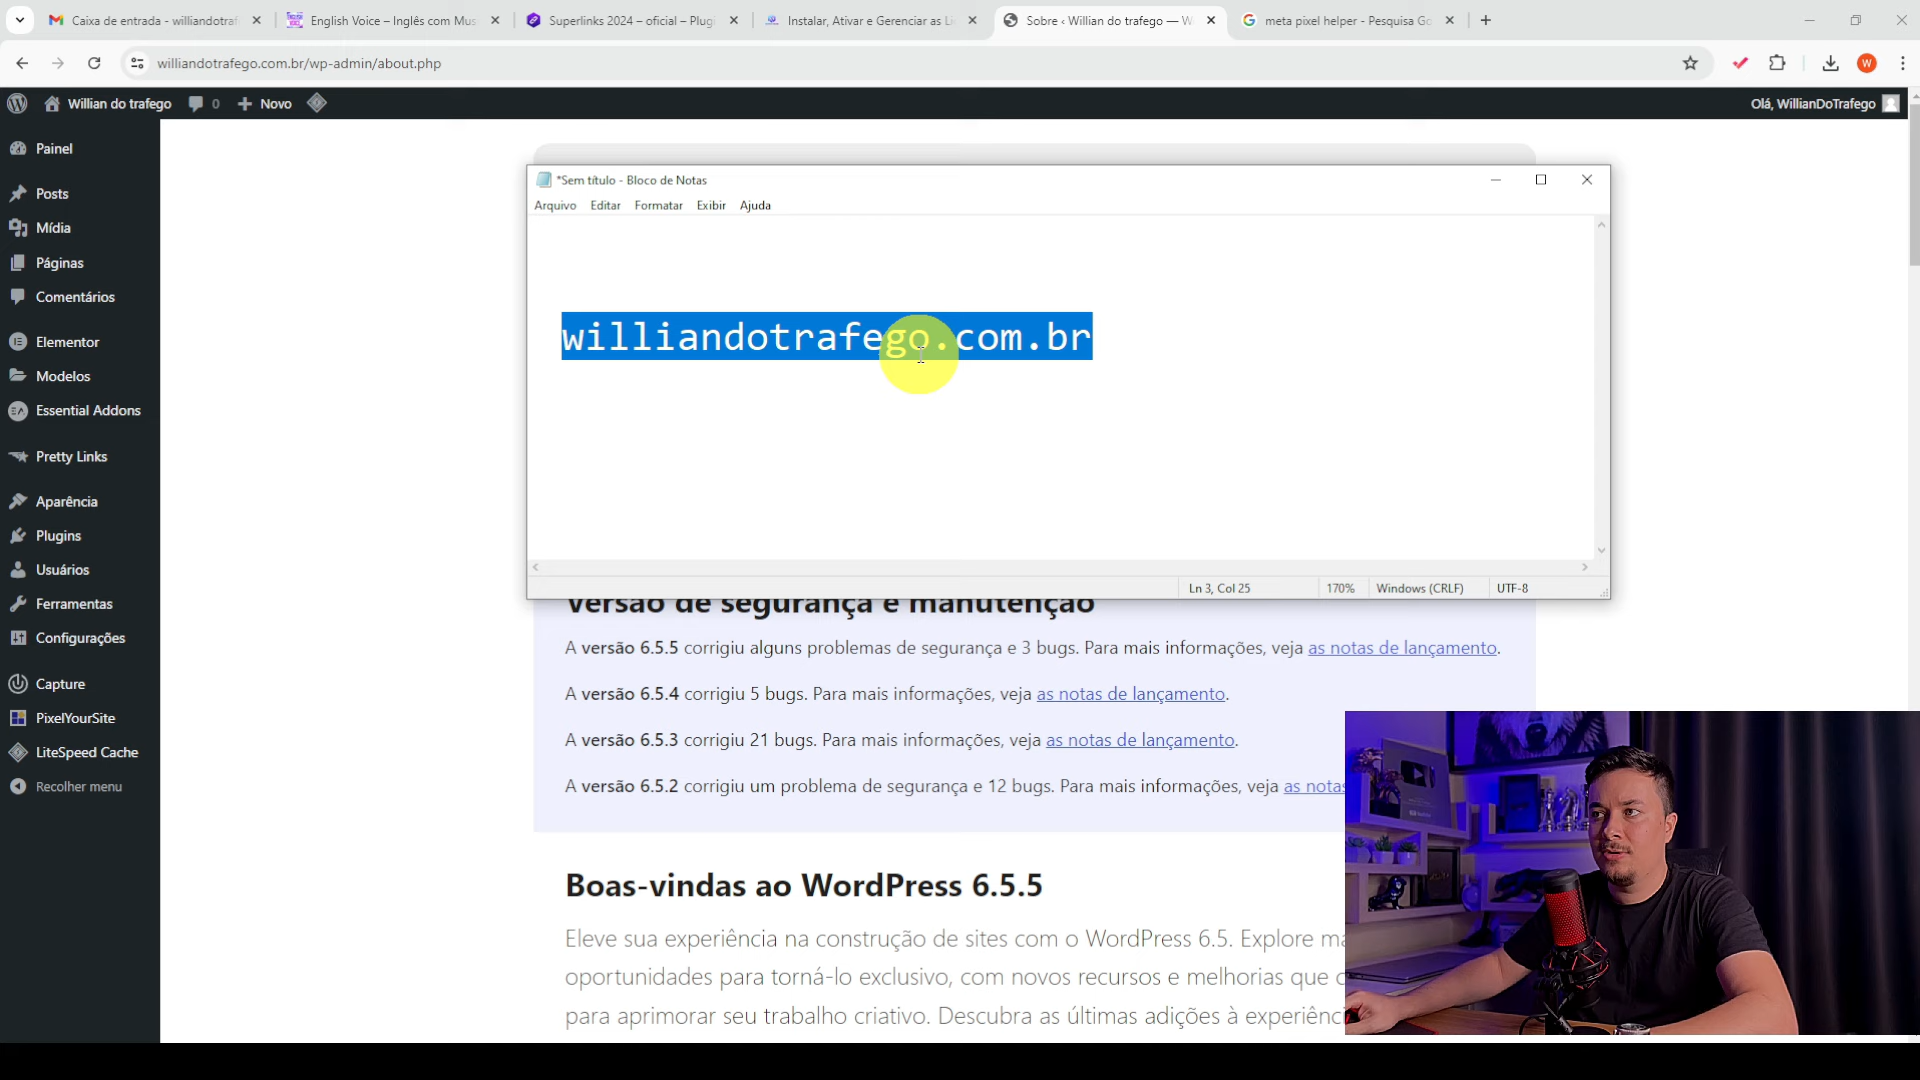 Caixa de entrada - williandotraf
English Voice – Inglês com Mus
Superlinks 2024 – oficial – Plug
Instalar, Ativar e Gerenciar as Li
Sobre ‹ Willian do trafego — W
meta pixel helper - Pesquisa Go
williandotrafego.com.br/wp-admin/about.php
W
Willian do trafego
0
Novo
Olá, WillianDoTrafego
Painel
Posts
Mídia
Páginas
Comentários
Elementor
Modelos
Essential Addons
Pretty Links
Aparência
Plugins
Usuários
Ferramentas
Configurações
Capture
PixelYourSite
LiteSpeed Cache
Recolher menu
*Sem título - Bloco de Notas
Arquivo Editar Formatar Exibir Ajuda
williandotrafego.com.br
Ln 3, Col 25 170% Windows (CRLF) UTF-8
Versão de segurança e manutenção
A versão 6.5.5 corrigiu alguns problemas de segurança e 3 bugs. Para mais informações, veja as notas de lançamento.
A versão 6.5.4 corrigiu 5 bugs. Para mais informações, veja as notas de lançamento.
A versão 6.5.3 corrigiu 21 bugs. Para mais informações, veja as notas de lançamento.
A versão 6.5.2 corrigiu um problema de segurança e 12 bugs. Para mais informações, veja as notas
Boas-vindas ao WordPress 6.5.5
Eleve sua experiência na construção de sites com o WordPress 6.5. Explore
oportunidades para torná-lo exclusivo, com novos recursos e melhorias que
para aprimorar seu trabalho criativo. Descubra as últimas adições à